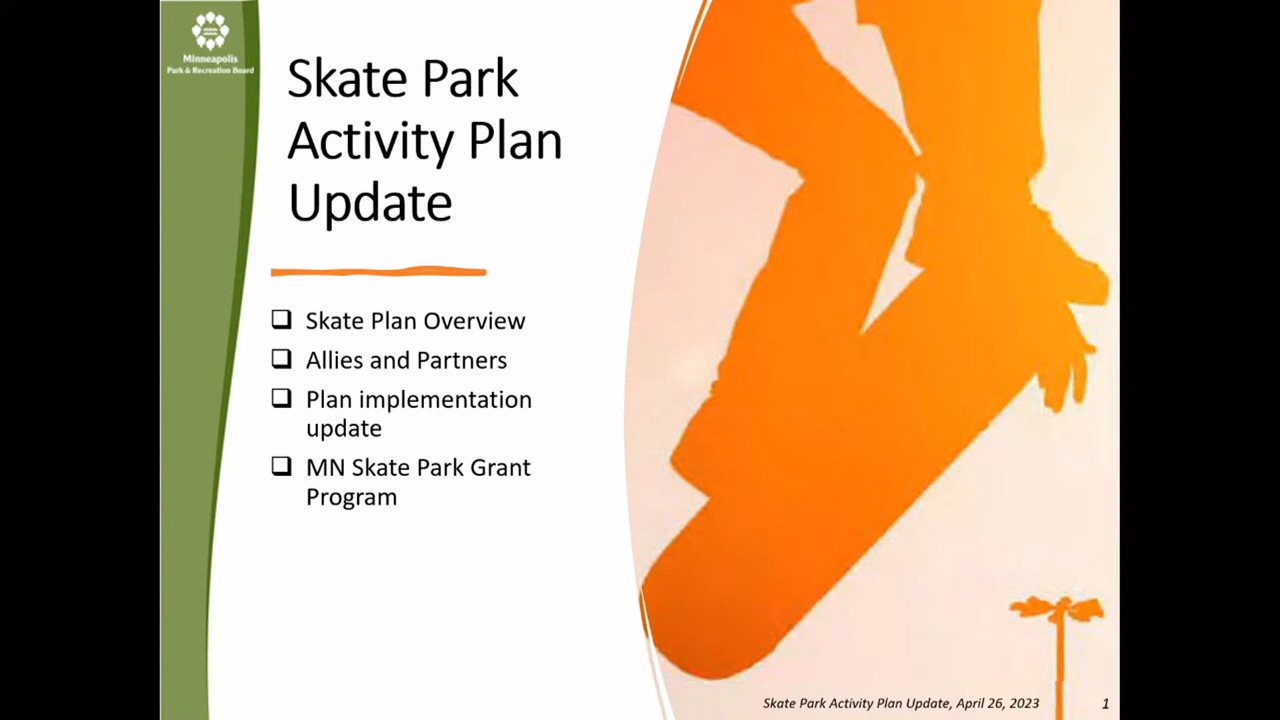 Minneapolis
Park & Recreation Board
Skate Park
Activity Plan
Update
Skate Plan Overview
Allies and Partners
Plan implementation
update
MN Skate Park Grant
Program
Skate Park Activity Plan Update, April 26, 2023
1